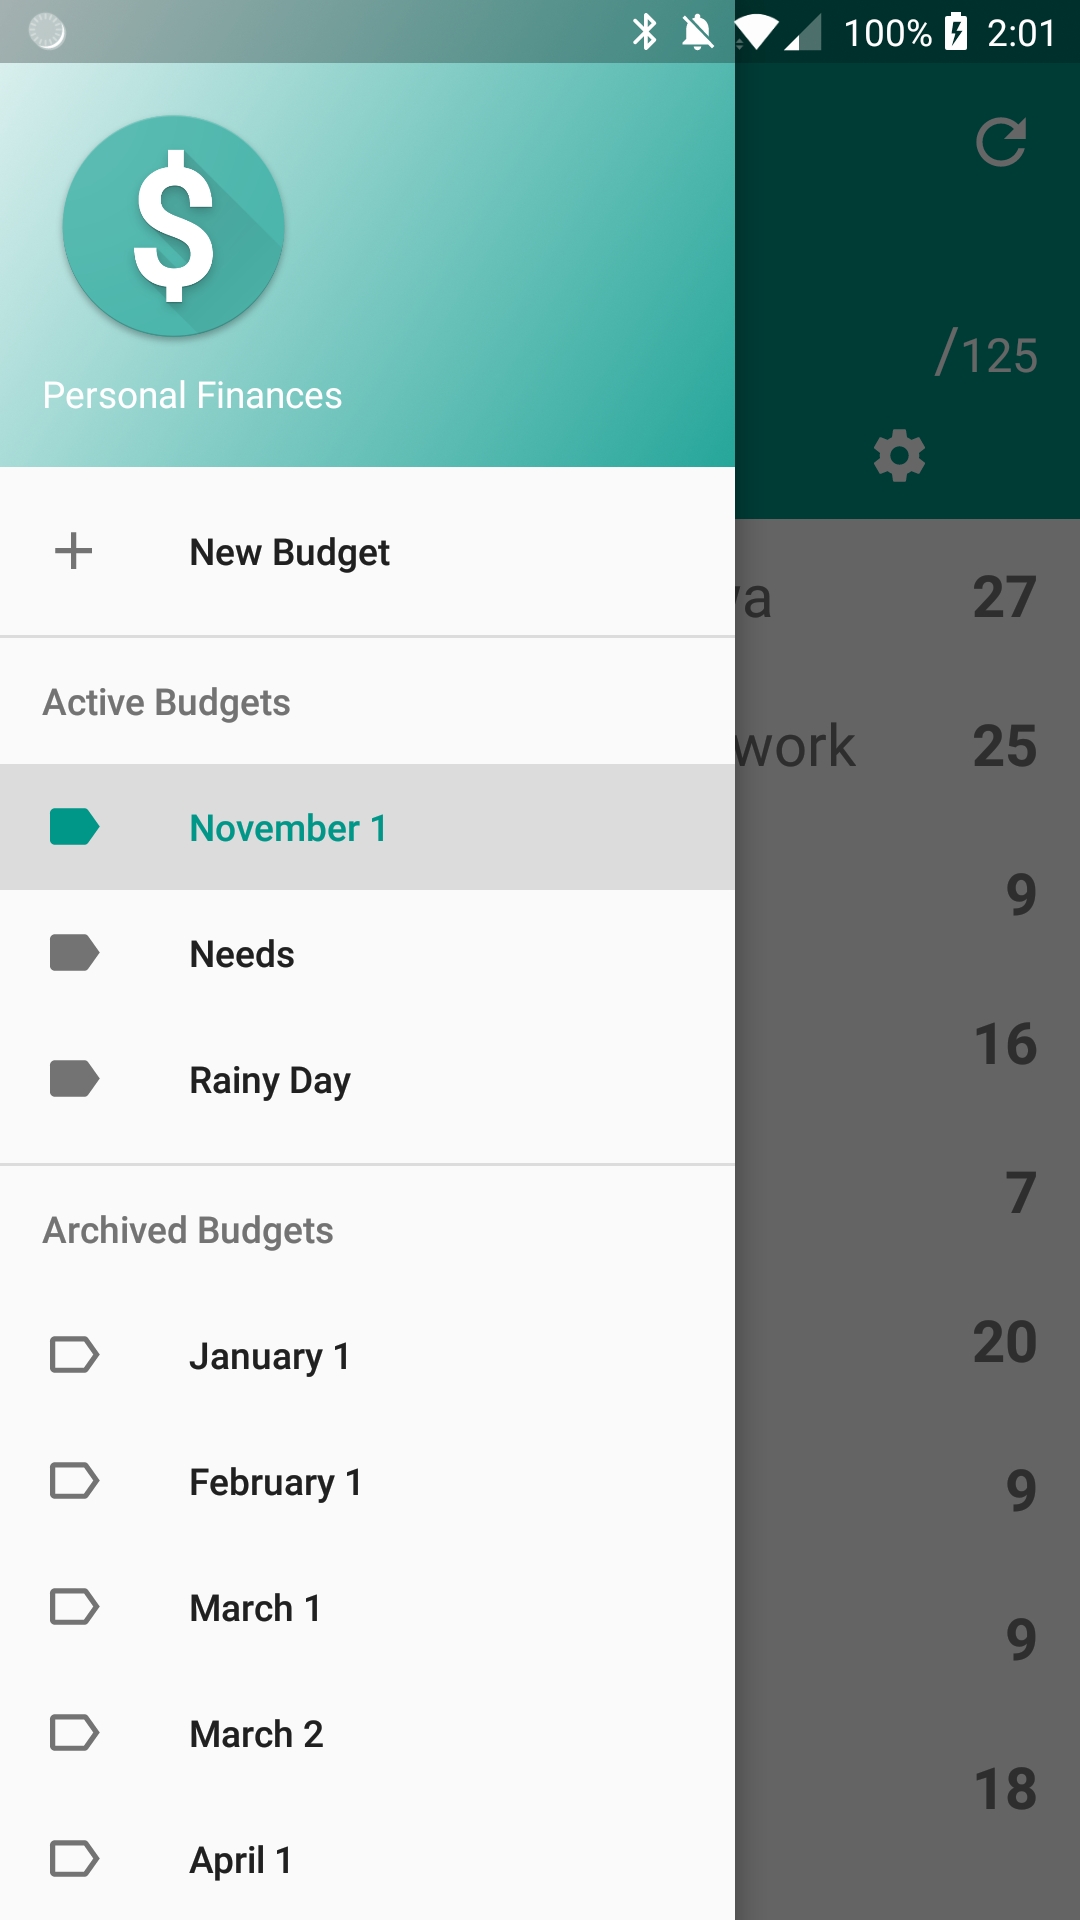 100% 2:01
$
Personal Finances
/125
New Budget
27
Active Budgets
work 25
November 1
9
Needs
16
Rainy Day
7
Archived Budgets
20
January 1
February 1
9
March 1
9
March 2
18
April 1